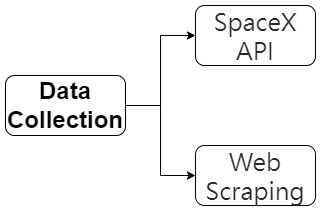 SpaceX
API
Data
Collection
Web
Scraping